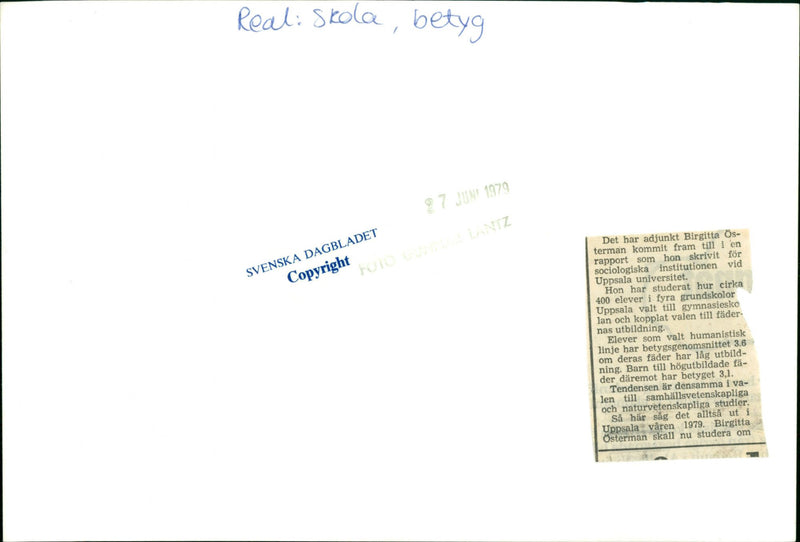 Real: Skola, betyg
7 JUNI 1979
SVENSKA DAGBLADET
Copyright
FOTO LANTZ
Det har adjunkt Birgitta Ös-
terman kommit fram till i en
rapport som hon skrivit för
sociologiska institutionen vid
Uppsala universitet.
Hon har studerat hur cirka
400 elever i fyra grundskolor
Uppsala valt till gymnasiesko
lan och kopplat valen till fäder-
nas utbildning.
Elever som valt humanistisk
linje har betygsgenomsnittet 3.6
om deras fäder har låg utbild-
ning. Barn till högutbildade fä-
der däremot har betyget 3,1.
Tendensen är densamma i va-
len till samhällsvetenskapliga
och naturvetenskapliga studier.
Så här såg det alltså ut i
Uppsala våren 1979. Birgitta
Österman skall nu studera om